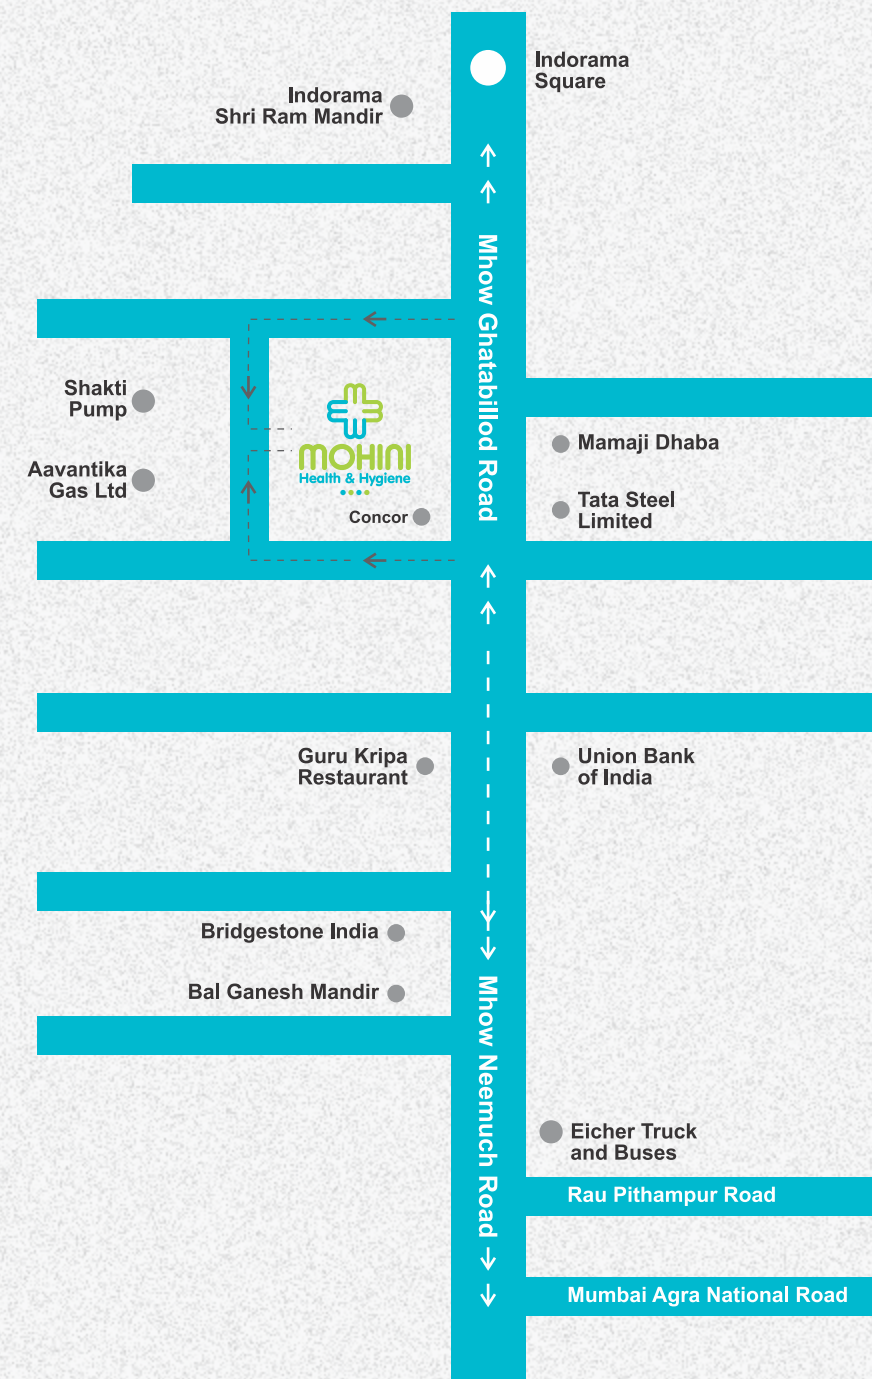 Indorama
Square
Indorama
Shri Ram Mandir
Mhow Ghatabillod Road
Shakti
Pump
MOHINI
Health & Hygiene
Mamaji Dhaba
Aavantika
Gas Ltd
Concor
Tata Steel
Limited
Guru Kripa
Restaurant
Union Bank
of India
Bridgestone India
Bal Ganesh Mandir
Mhow Neemuch Road
Eicher Truck
and Buses
Rau Pithampur Road
Mumbai Agra National Road